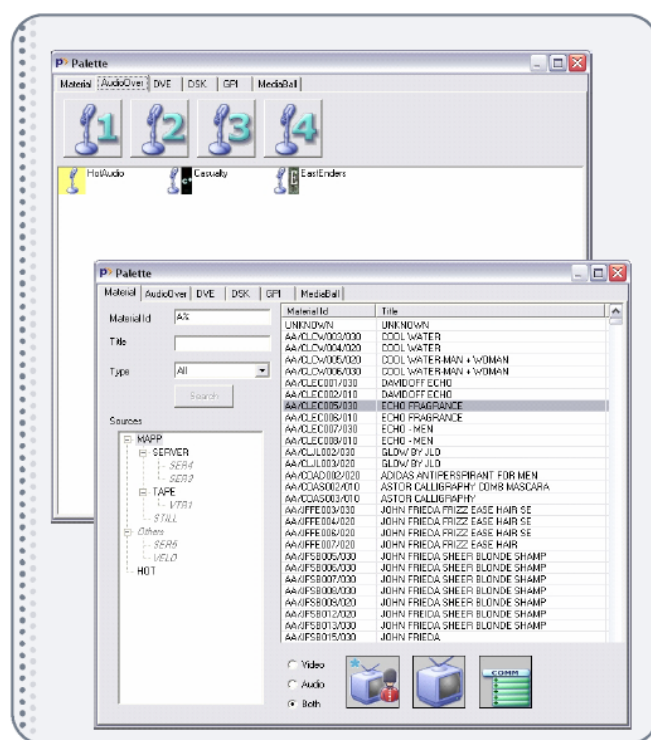 Palette
Material AudioOver DVE DSK GPI MediaBall
1 2 3 4
HotAudio Casualty EastEnders
Palette
Material AudioOver DVE DSK GPI MediaBall
Material Id A%
Title
Type All
Search
Sources
MAPP
SERVER
SER4
TAPE
VTR1
STILL
Others
SER5
VELO
HOT
Material Id Title
UNKNOWN UNKNOWN
AA/CLCW003/030 COOL WATER
AA/CLCW004/020 COOL WATER
AA/CLCW005/020 COOL WATER-MAN + WOMAN
AA/CLCW006/030 COOL WATER-MAN + WOMAN
AA/CLEC001/030 DAVIDOFF ECHO
AA/CLEC002/010 DAVIDOFF ECHO
AA/CLEC005/030 ECHO FRAGRANCE
AA/CLEC006/010 ECHO FRAGRANCE
AA/CLEC007/030 ECHO - MEN
AA/CLEC008/010 ECHO - MEN
AA/CLJL002/030 GLOW BY JLO
AA/CLJL003/020 GLOW BY JLO
AA/COAD002/020 ADIDAS ANTIPERSPIRANT FOR MEN
AA/COAS002/010 ASTOR CALLIGRAPHY COMB MASCARA
AA/COAS003/010 ASTOR CALLIGRAPHY
AA/JFFE003/030 JOHN FRIEDA FRIZZ EASE HAIR SE
AA/JFFE004/020 JOHN FRIEDA FRIZZ EASE HAIR SE
AA/JFFE006/020 JOHN FRIEDA FRIZZ EASE HAIR SE
AA/JFFE007/020 JOHN FRIEDA FRIZZ EASE HAIR
AA/JFSB005/030 JOHN FRIEDA SHEER BLONDE SHAMP
AA/JFSB006/030 JOHN FRIEDA SHEER BLONDE SHAMP
AA/JFSB007/030 JOHN FRIEDA SHEER BLONDE SHAMP
AA/JFSB008/030 JOHN FRIEDA SHEER BLONDE SHAMP
AA/JFSB009/020 JOHN FRIEDA SHEER BLONDE SHAMP
AA/JFSB012/020 JOHN FREIDA SHEER BLONDE SHAMP
AA/JFSB013/030 JOHN FRIEDA SHEER BLONDE SHAMP
AA/JFSB015/030 JOHN FRIEDA
Video
Audio
Both
COMM